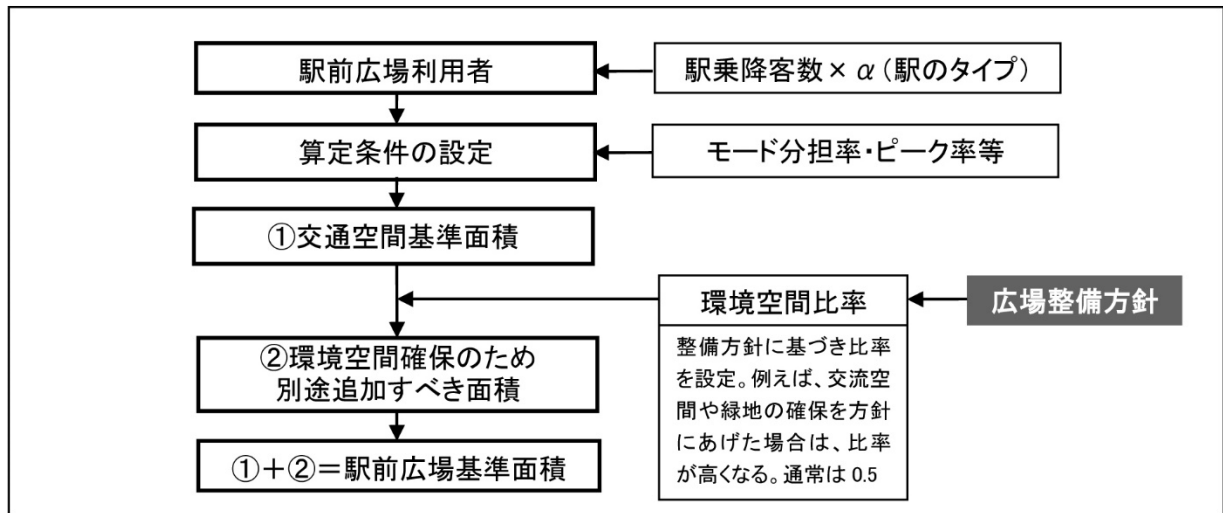 駅前広場利用者
駅乗降客数×α(駅のタイプ)
算定条件の設定
モード分担率・ピーク率等
①交通空間基準面積
環境空間比率
広場整備方針
整備方針に基づき比率
を設定。例えば、交流空
間や緑地の確保を方針
にあげた場合は、比率
が高くなる。通常は 0.5
②環境空間確保のため
別途追加すべき面積
①+②=駅前広場基準面積